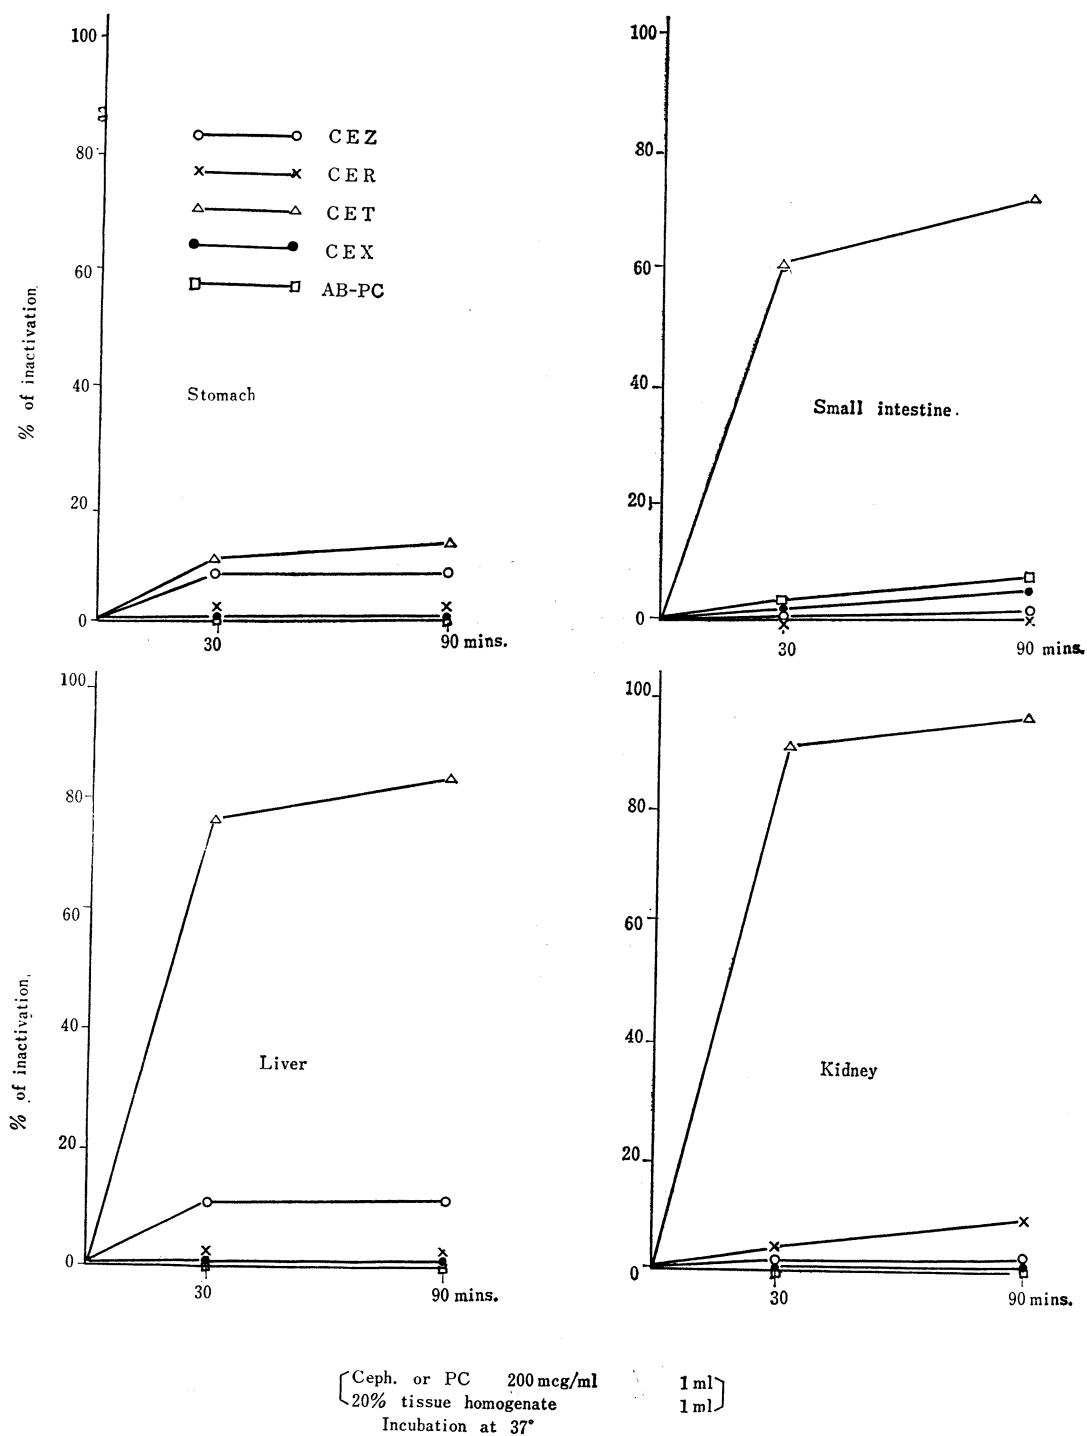 100
80
60
40
20
0
% of inactivation
CEZ
CER
CET
CEX
AB-PC
Stomach
30
90 mins.
100
80
60
40
20
0
Small intestine.
30
90 mins.
100
80
60
40
20
0
% of inactivation
Liver
30
90 mins.
100
80
60
40
20
0
Kidney
30
90 mins.
Ceph. or PC 200 mcg/ml 1 ml
20% tissue homogenate 1 ml
Incubation at 37°